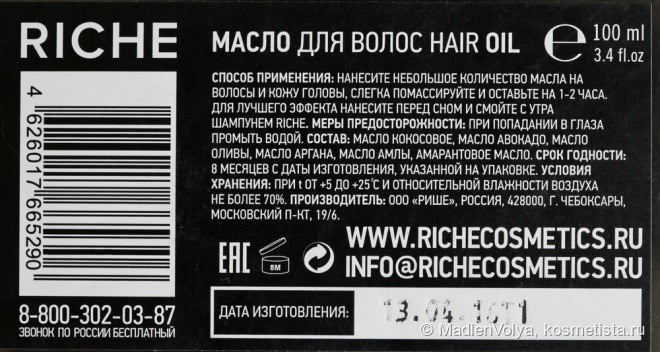 RICHE
МАСЛО ДЛЯ ВОЛОС HAIR OIL
℮ 100 ml
3.4 fl.oz
СПОСОБ ПРИМЕНЕНИЯ: НАНЕСИТЕ НЕБОЛЬШОЕ КОЛИЧЕСТВО МАСЛА НА
ВОЛОСЫ И КОЖУ ГОЛОВЫ, СЛЕГКА ПОМАССИРУЙТЕ И ОСТАВЬТЕ НА 1-2 ЧАСА.
ДЛЯ ЛУЧШЕГО ЭФФЕКТА НАНЕСИТЕ ПЕРЕД СНОМ И СМОЙТЕ С УТРА
ШАМПУНЕМ RICHE. МЕРЫ ПРЕДОСТОРОЖНОСТИ: ПРИ ПОПАДАНИИ В ГЛАЗА
ПРОМЫТЬ ВОДОЙ. СОСТАВ: МАСЛО КОКОСОВОЕ, МАСЛО АВОКАДО, МАСЛО
ОЛИВЫ, МАСЛО АРГАНА, МАСЛО АМЛЫ, АМАРАНТОВОЕ МАСЛО. СРОК ГОДНОСТИ:
8 МЕСЯЦЕВ С ДАТЫ ИЗГОТОВЛЕНИЯ, УКАЗАННОЙ НА УПАКОВКЕ. УСЛОВИЯ
ХРАНЕНИЯ: ПРИ t ОТ +5 ДО +25℃ И ОТНОСИТЕЛЬНОЙ ВЛАЖНОСТИ ВОЗДУХА
НЕ БОЛЕЕ 70%. ПРОИЗВОДИТЕЛЬ: ООО «РИШЕ», РОССИЯ, 428000, Г. ЧЕБОКСАРЫ,
МОСКОВСКИЙ П-КТ, 19/6.
4 626017 665290
8-800-302-03-87
ЗВОНОК ПО РОССИИ БЕСПЛАТНЫЙ
EAC
8M
WWW.RICHECOSMETICS.RU
INFO@RICHECOSMETICS.RU
ДАТА ИЗГОТОВЛЕНИЯ:
13.04.16T1
© MadlenVolya, kosmetista.ru